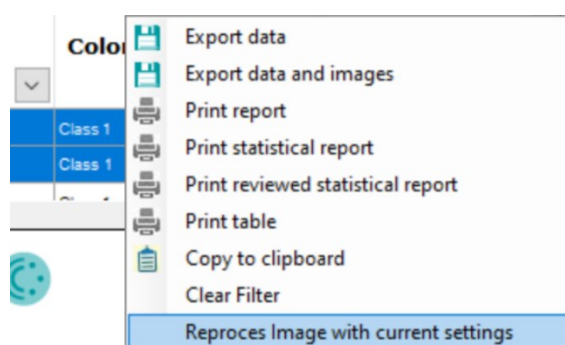 Colo
Export data
Export data and images
Print report
Class 1
Print statistical report
Class 1
Print reviewed statistical report
Print table
Copy to clipboard
Clear Filter
Reproces Image with current settings